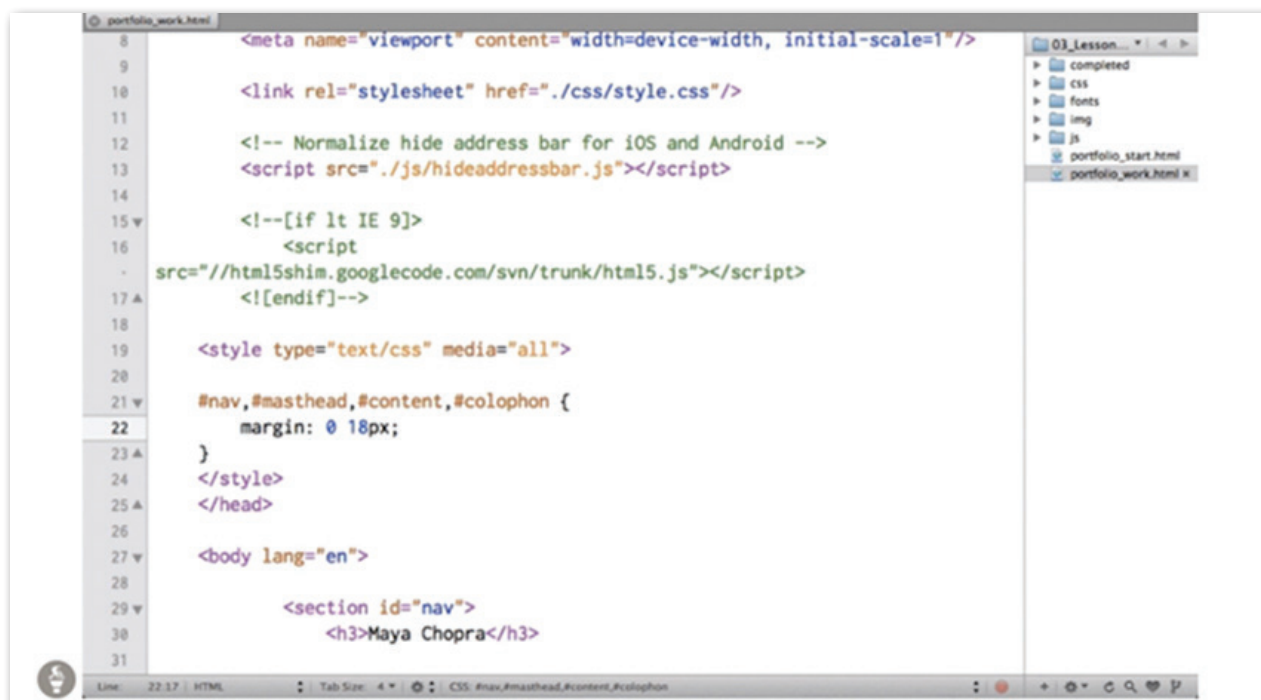 portfolio_work.html
8 <meta name="viewport" content="width=device-width, initial-scale=1"/>
9
10 <link rel="stylesheet" href="./css/style.css"/>
11
12 <!-- Normalize hide address bar for iOS and Android -->
13 <script src="./js/hideaddressbar.js"></script>
14
15 <!--[if lt IE 9]>
16 <script
src="//html5shim.googlecode.com/svn/trunk/html5.js"></script>
17 <![endif]-->
18
19 <style type="text/css" media="all">
20
21 #nav,#masthead,#content,#colophon {
22 margin: 0 18px;
23 }
24 </style>
25 </head>
26
27 <body lang="en">
28
29 <section id="nav">
30 <h3>Maya Chopra</h3>
31
03_Lesson...
completed
css
fonts
img
js
portfolio_start.html
portfolio_work.html
Line: 22:17 HTML Tab Size: 4 CSS: #nav,#masthead,#content,#colophon